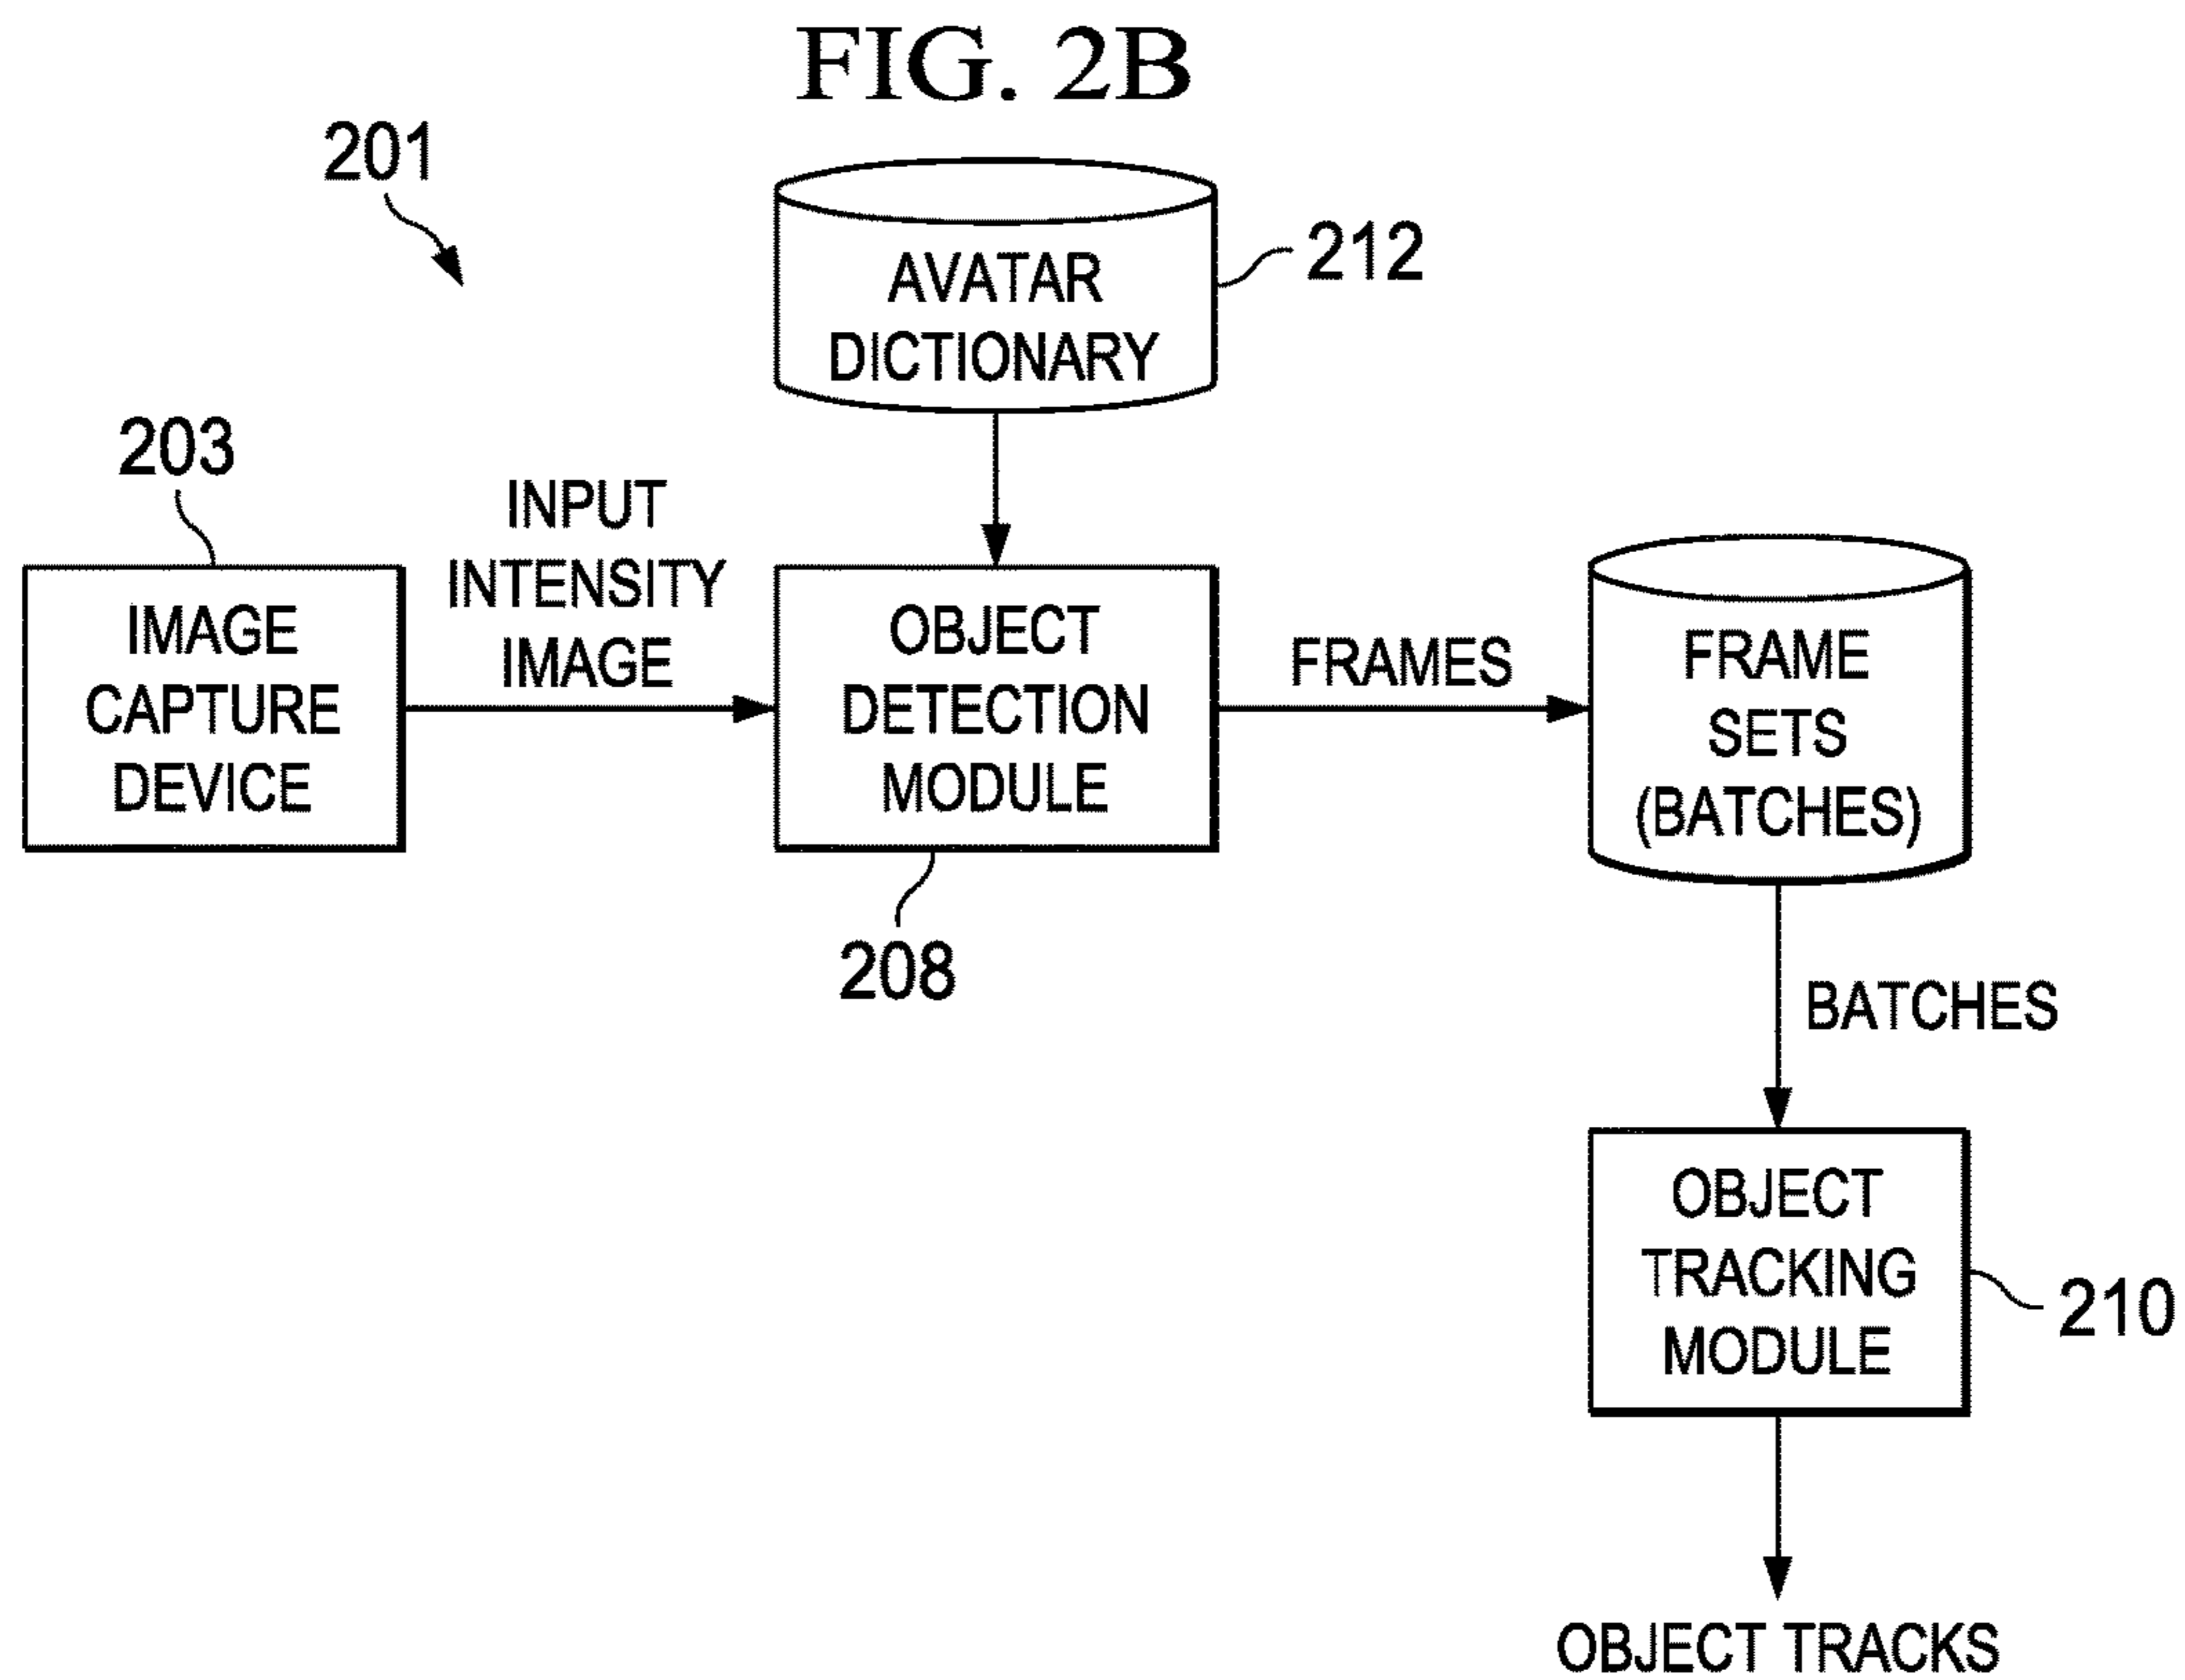 FIG. 2B
201
AVATAR
DICTIONARY
212
203
IMAGE
CAPTURE
DEVICE
INPUT
INTENSITY
IMAGE
OBJECT
DETECTION
MODULE
208
FRAMES
FRAME
SETS
(BATCHES)
BATCHES
OBJECT
TRACKING
MODULE
210
OBJECT TRACKS